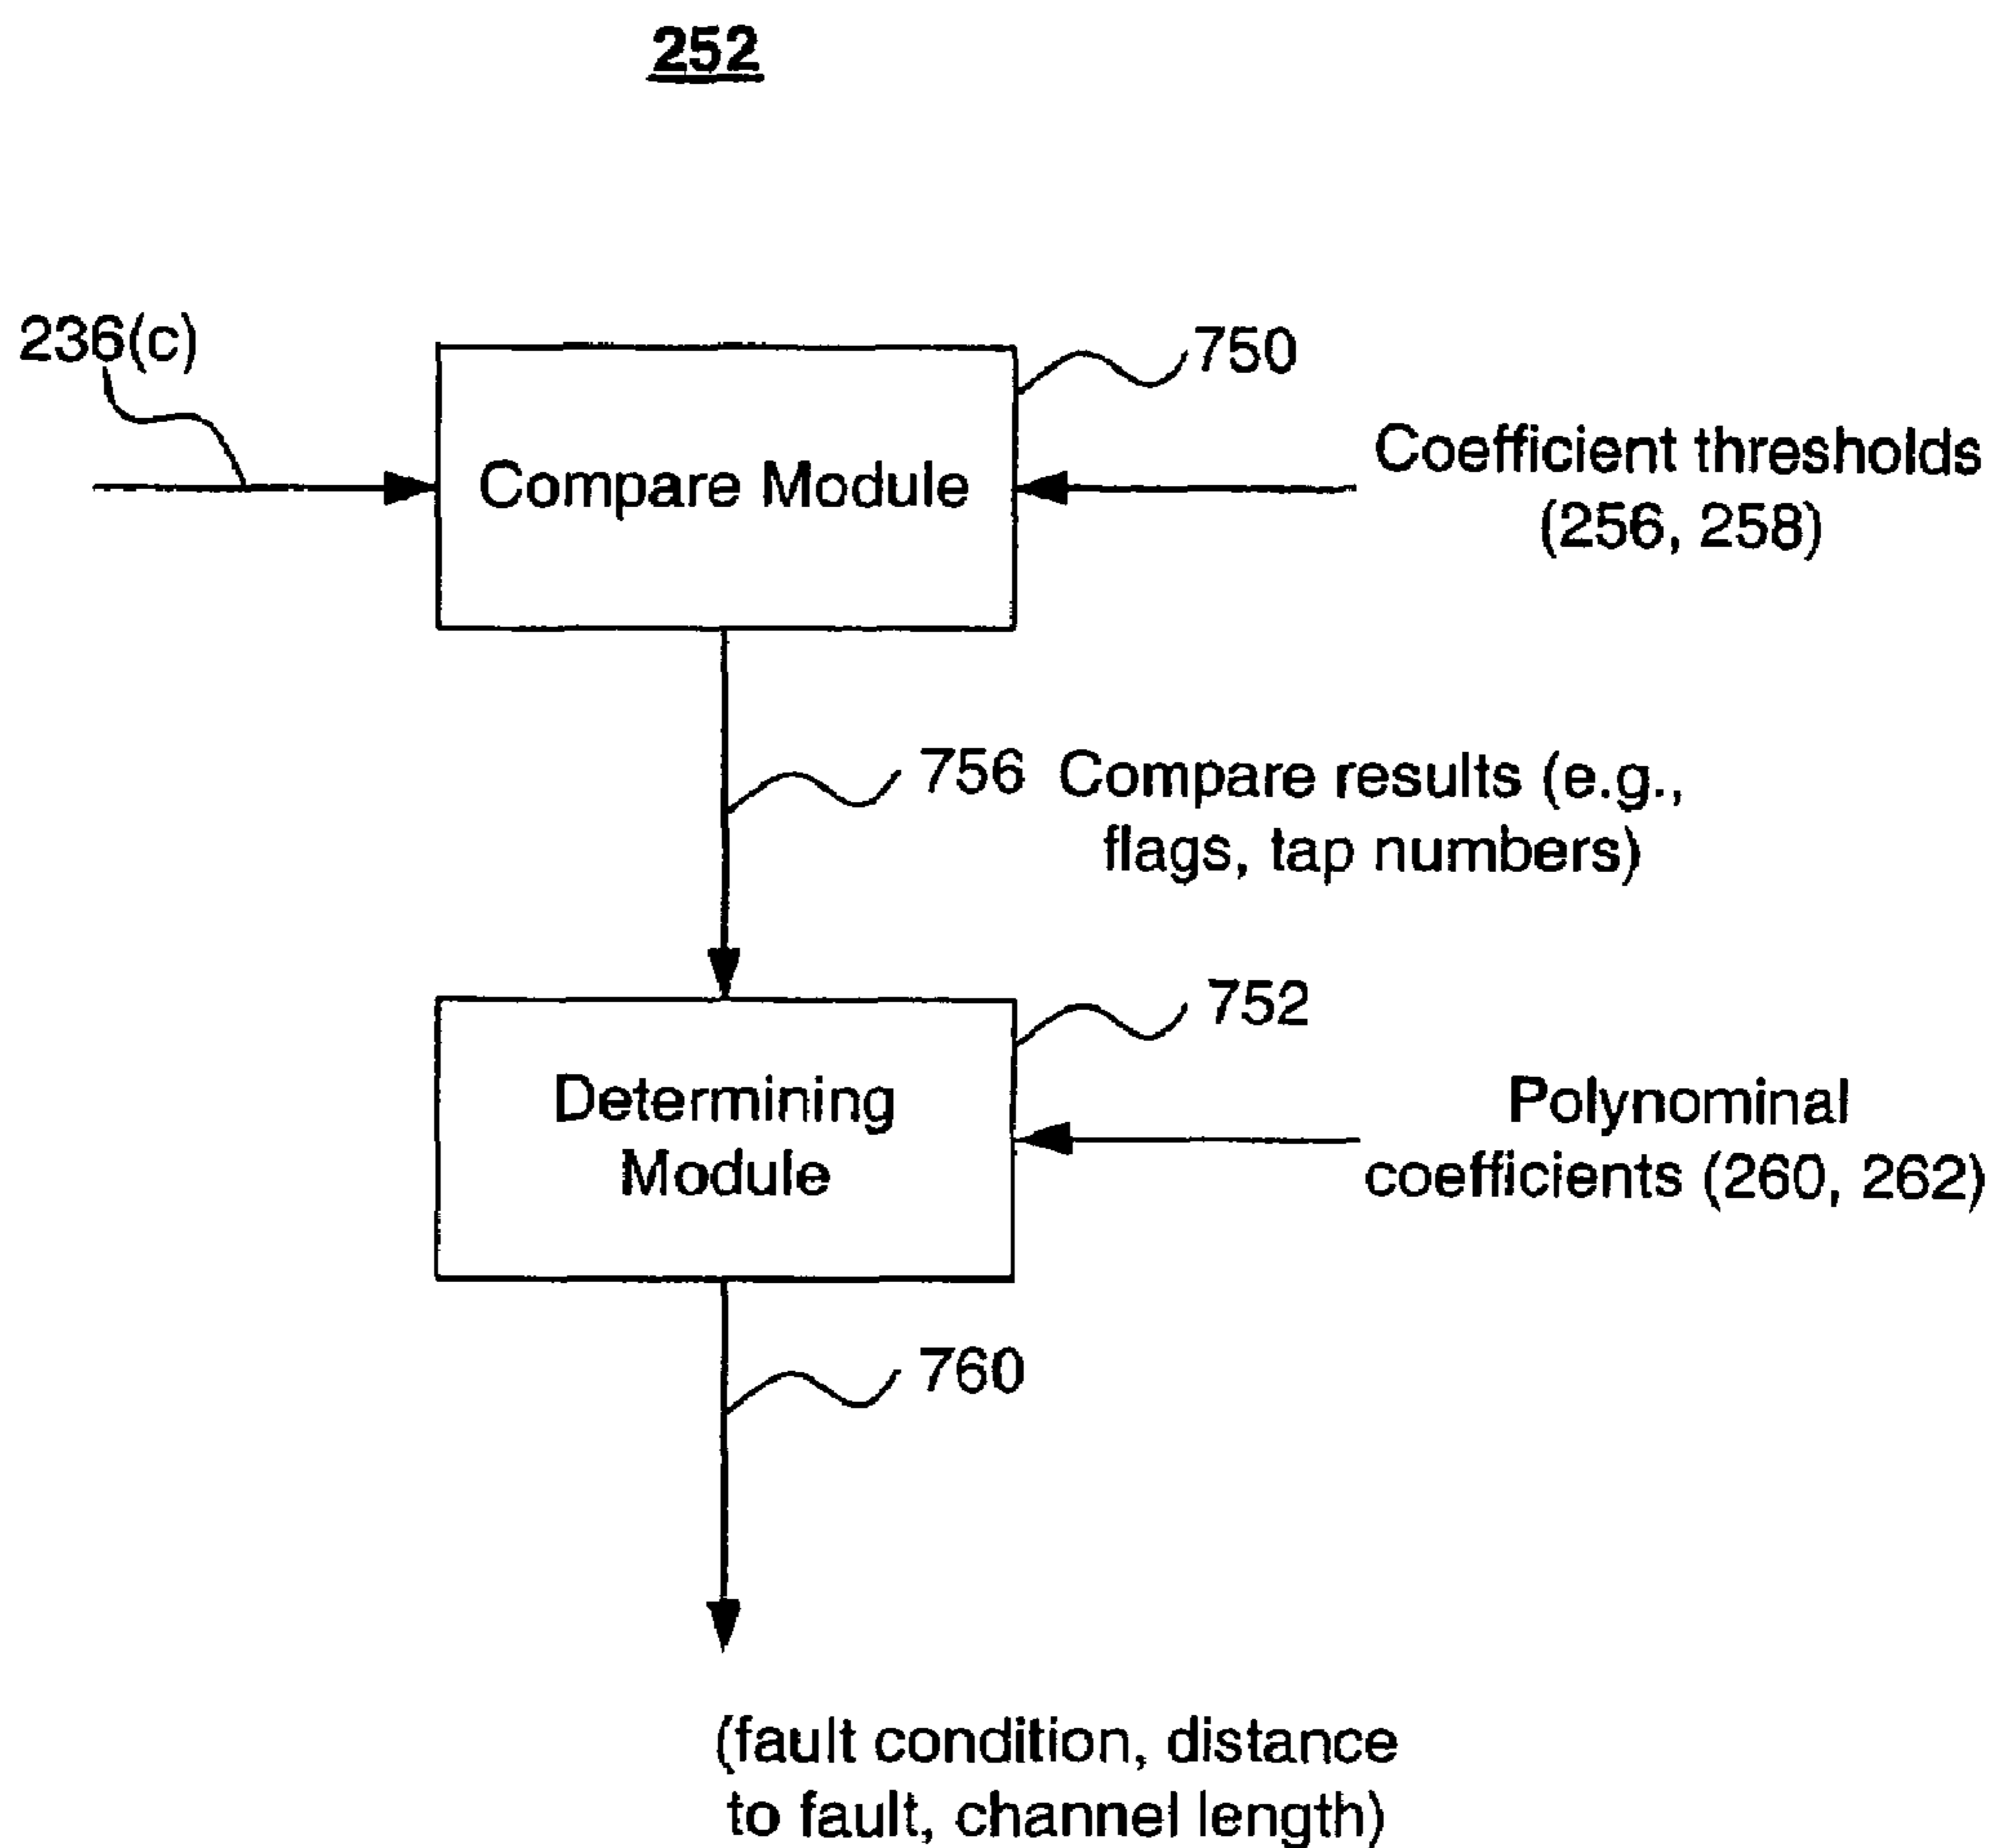 252
236(c)
750
Compare Module
Coefficient thresholds
(256, 258)
756 Compare results (e.g.,
flags, tap numbers)
752
Determining
Module
Polynominal
coefficients (260, 262)
760
(fault condition, distance
to fault, channel length)